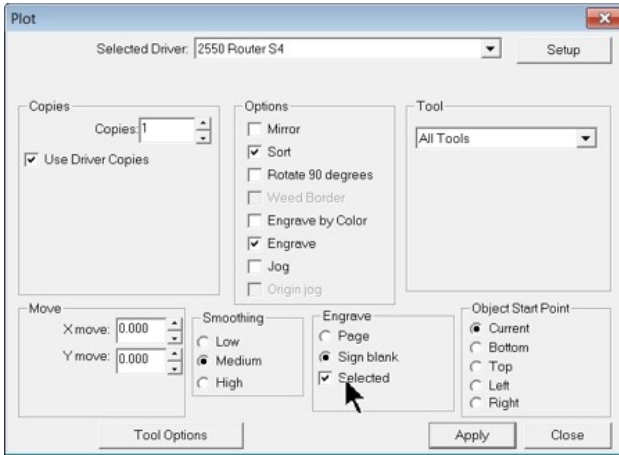 Plot
Selected Driver: 2550 Router S4
Setup
Copies
Copies: 1
Use Driver Copies
Options
Mirror
Sort
Rotate 90 degrees
Weed Border
Engrave by Color
Engrave
Jog
Origin jog
Tool
All Tools
Move
X move: 0.000
Y move: 0.000
Smoothing
Low
Medium
High
Engrave
Page
Sign blank
Selected
Object Start Point
Current
Bottom
Top
Left
Right
Tool Options
Apply
Close